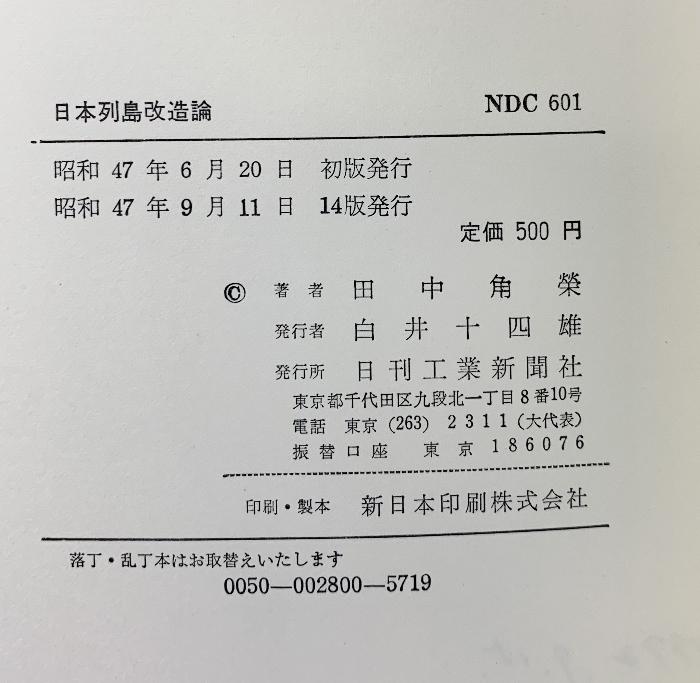 日本列島改造論 NDC 601
昭和 47 年 6 月 20 日 初版発行
昭和 47 年 9 月 11 日 14版発行
定価 500 円
© 著者 田中角榮
発行者 白井十四雄
発行所 日刊工業新聞社
東京都千代田区九段北一丁目8番10号
電話 東京 (263) 2311 (大代表)
振替口座 東京 186076
印刷・製本 新日本印刷株式会社
落丁・乱丁本はお取替えいたします
0050―002800―5719